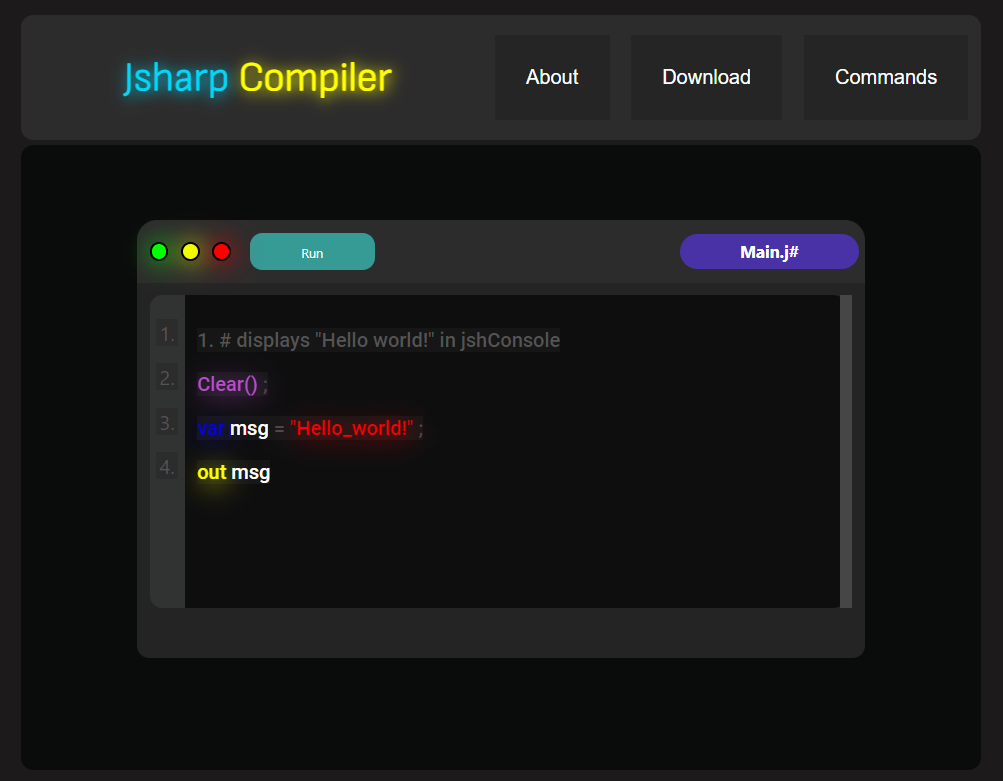 Jsharp Compiler
About
Download
Commands
Run
Main.j#
1. 1. # displays "Hello world!" in jshConsole
2. Clear() ;
3. var msg = "Hello_world!" ;
4. out msg